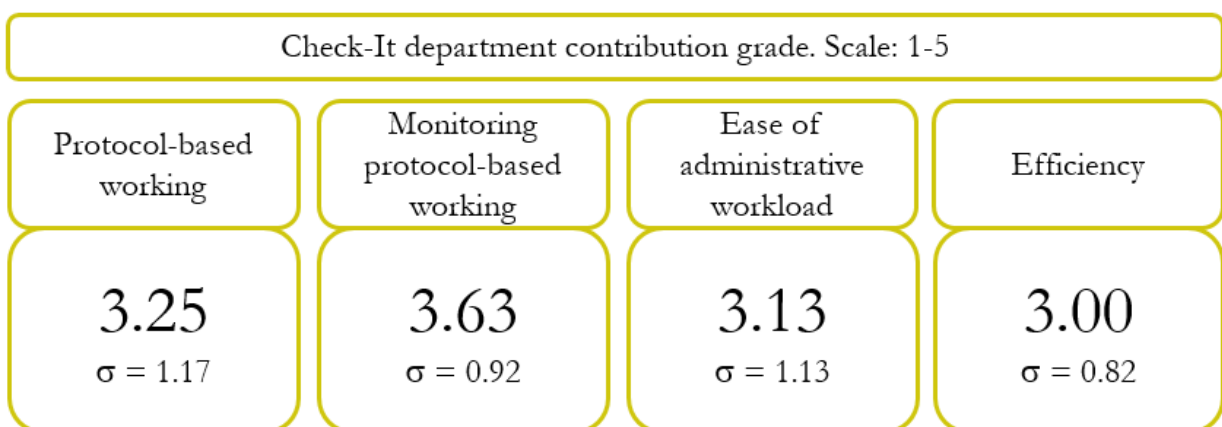 Check-It department contribution grade. Scale: 1-5
Protocol-based
working
Monitoring
protocol-based
working
Ease of
administrative
workload
Efficiency
3.25
σ = 1.17
3.63
σ = 0.92
3.13
σ = 1.13
3.00
σ = 0.82